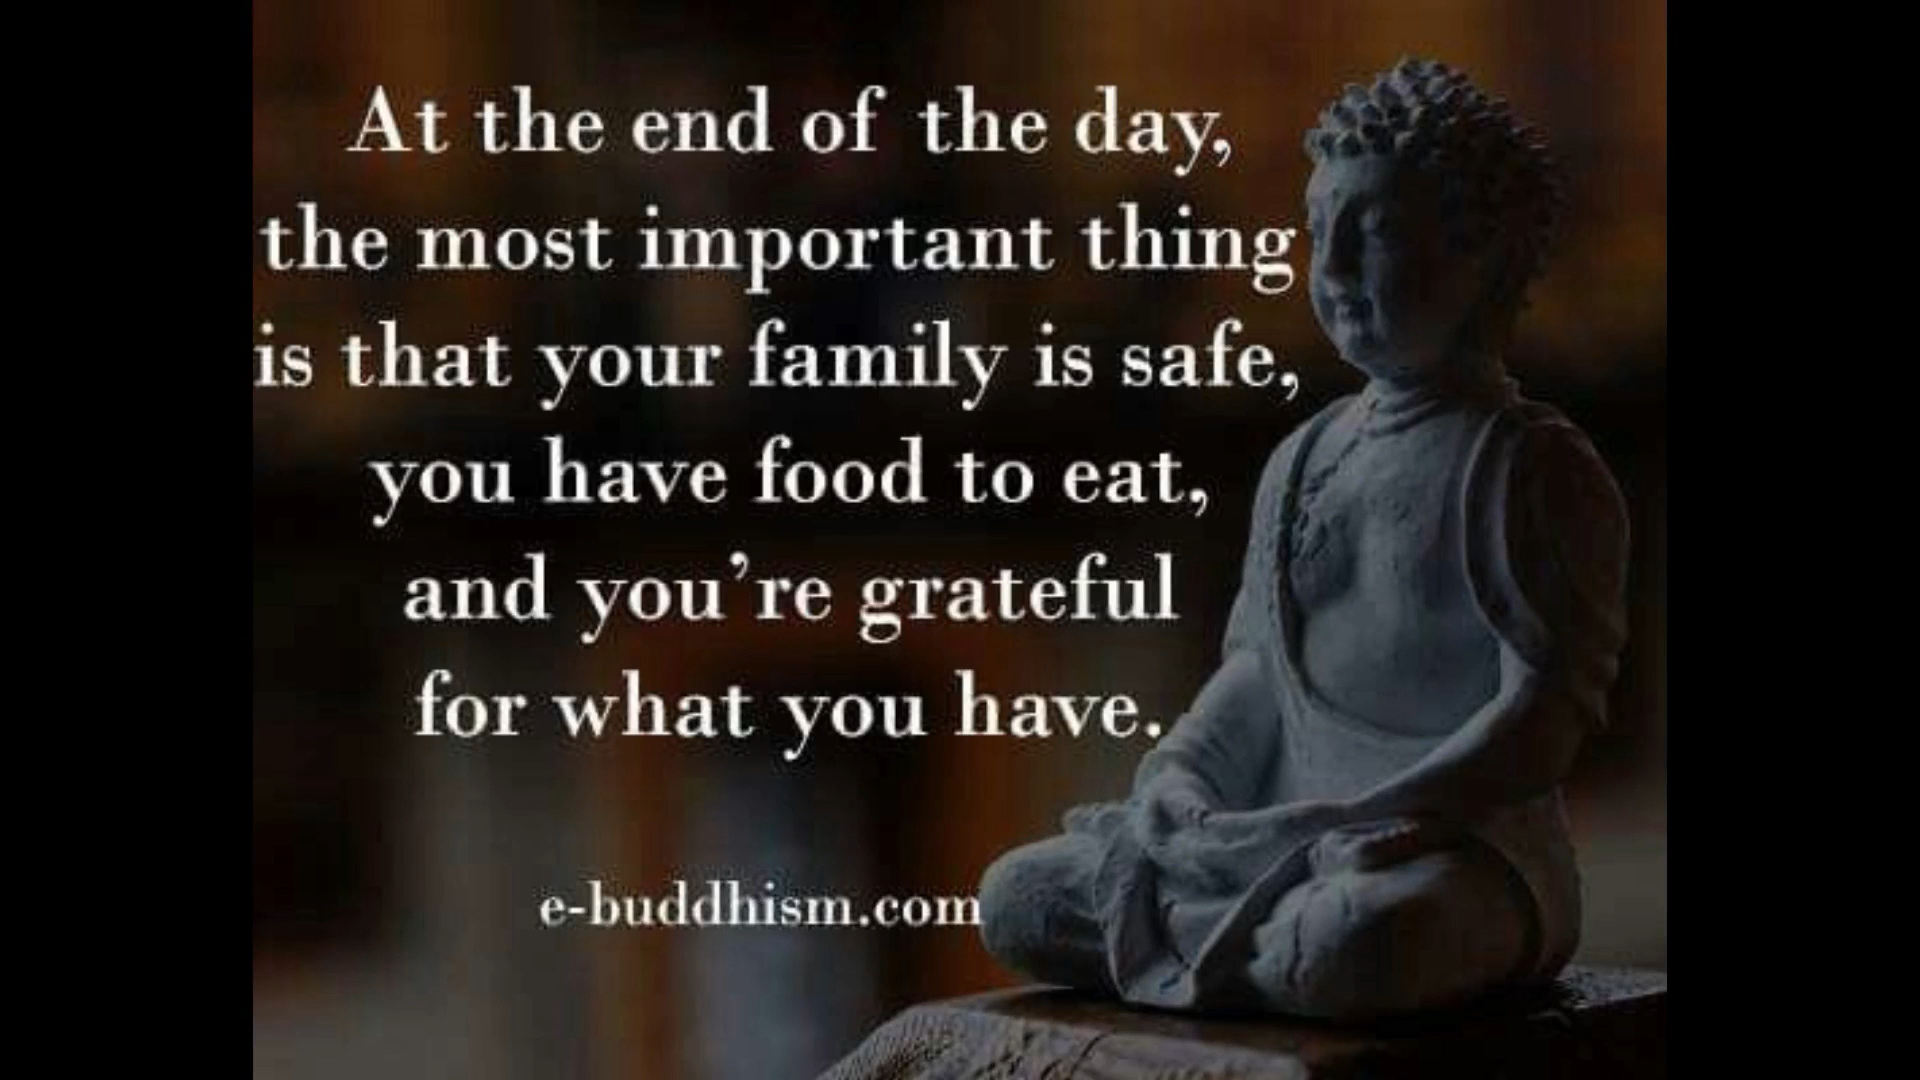 At the end of the day,
the most important thing
is that your family is safe,
you have food to eat,
and you're grateful
for what you have.
e-buddhism.com